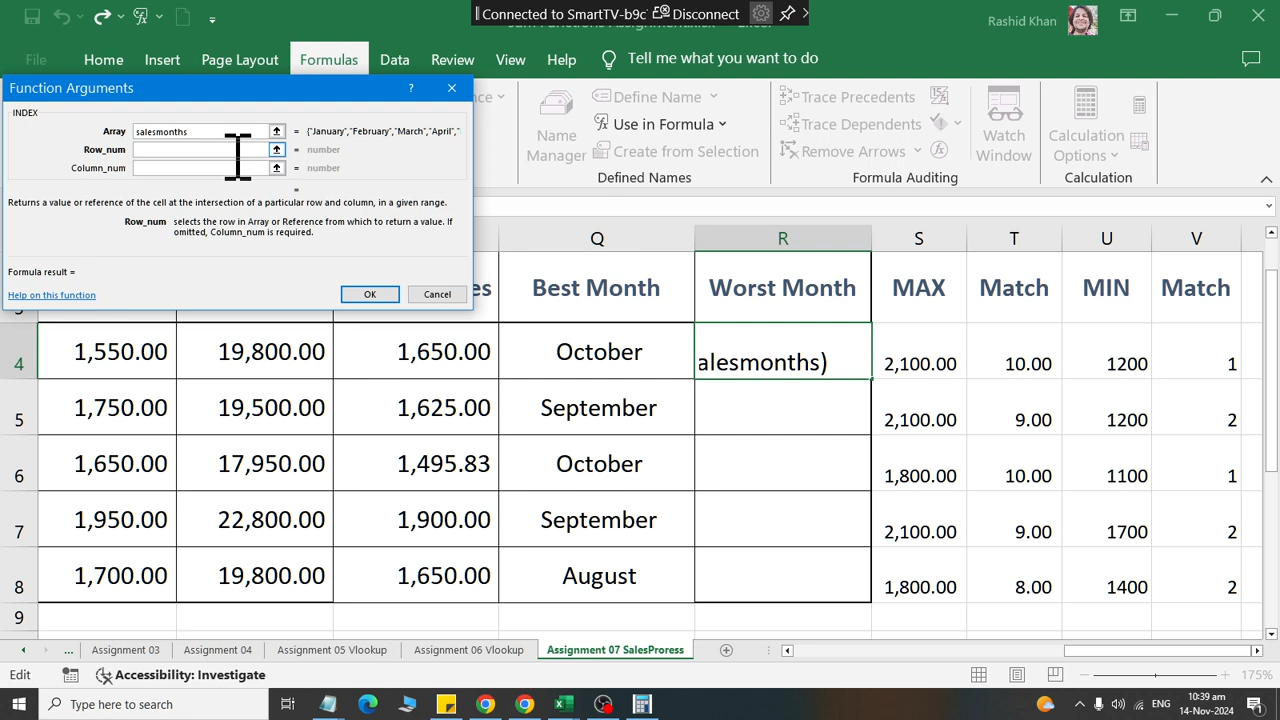 Connected to SmartTV-b9c Disconnect
Rashid Khan
File Home Insert Page Layout Formulas Data Review View Help Tell me what you want to do
Function Arguments ?
INDEX
Array salesmonths = {"January","February","March","April","
Row_num = number
Column_num = number
=
Returns a value or reference of the cell at the intersection of a particular row and column, in a given range.
Row_num selects the row in Array or Reference from which to return a value. If
omitted, Column_num is required.
Formula result =
Help on this function OK Cancel
Name
Manager
Define Name
Use in Formula
Create from Selection
Defined Names
Trace Precedents
Trace Dependents
Remove Arrows
Formula Auditing
Watch
Window
Calculation
Options
Calculation
Q R S T U V
es Best Month Worst Month MAX Match MIN Match
4 1,550.00 19,800.00 1,650.00 October alesmonths) 2,100.00 10.00 1200 1
5 1,750.00 19,500.00 1,625.00 September 2,100.00 9.00 1200 2
6 1,650.00 17,950.00 1,495.83 October 1,800.00 10.00 1100 1
7 1,950.00 22,800.00 1,900.00 September 2,100.00 9.00 1700 2
8 1,700.00 19,800.00 1,650.00 August 1,800.00 8.00 1400 2
9
... Assignment 03 Assignment 04 Assignment 05 Vlookup Assignment 06 Vlookup Assignment 07 SalesProress
Edit Accessibility: Investigate 175%
Type here to search ENG 10:39 am
14-Nov-2024